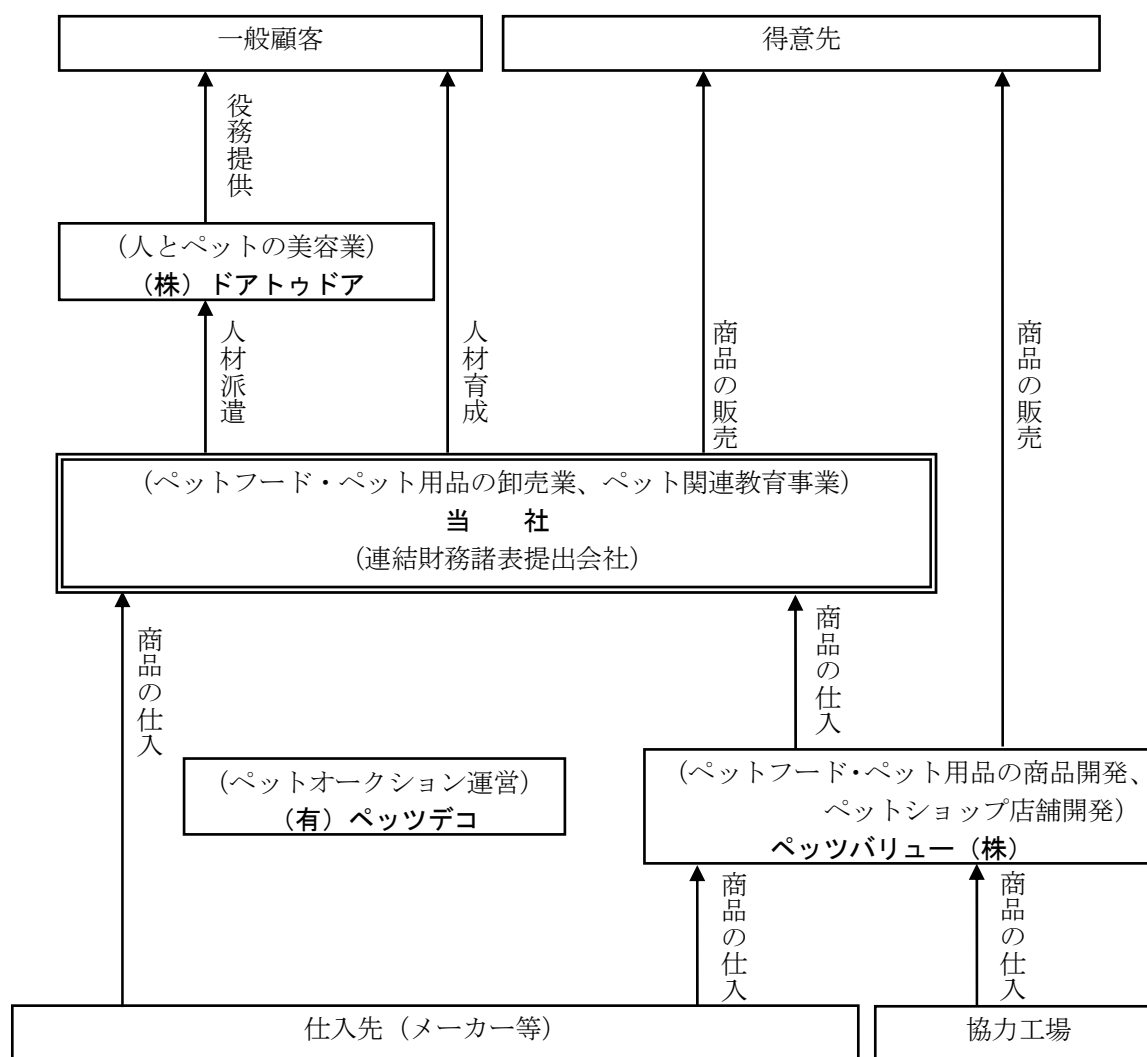 一般顧客
得意先
役務提供
(人とペットの美容業)
(株)ドアトゥドア
人材派遣
人材育成
商品の販売
商品の販売
(ペットフード・ペット用品の卸売業、ペット関連教育事業)
当　社
(連結財務諸表提出会社)
商品の仕入
商品の仕入
(ペットオークション運営)
(有)ペッツデコ
(ペットフード・ペット用品の商品開発、
ペットショップ店舗開発)
ペッツバリュー(株)
商品の仕入
商品の仕入
仕入先(メーカー等)
協力工場